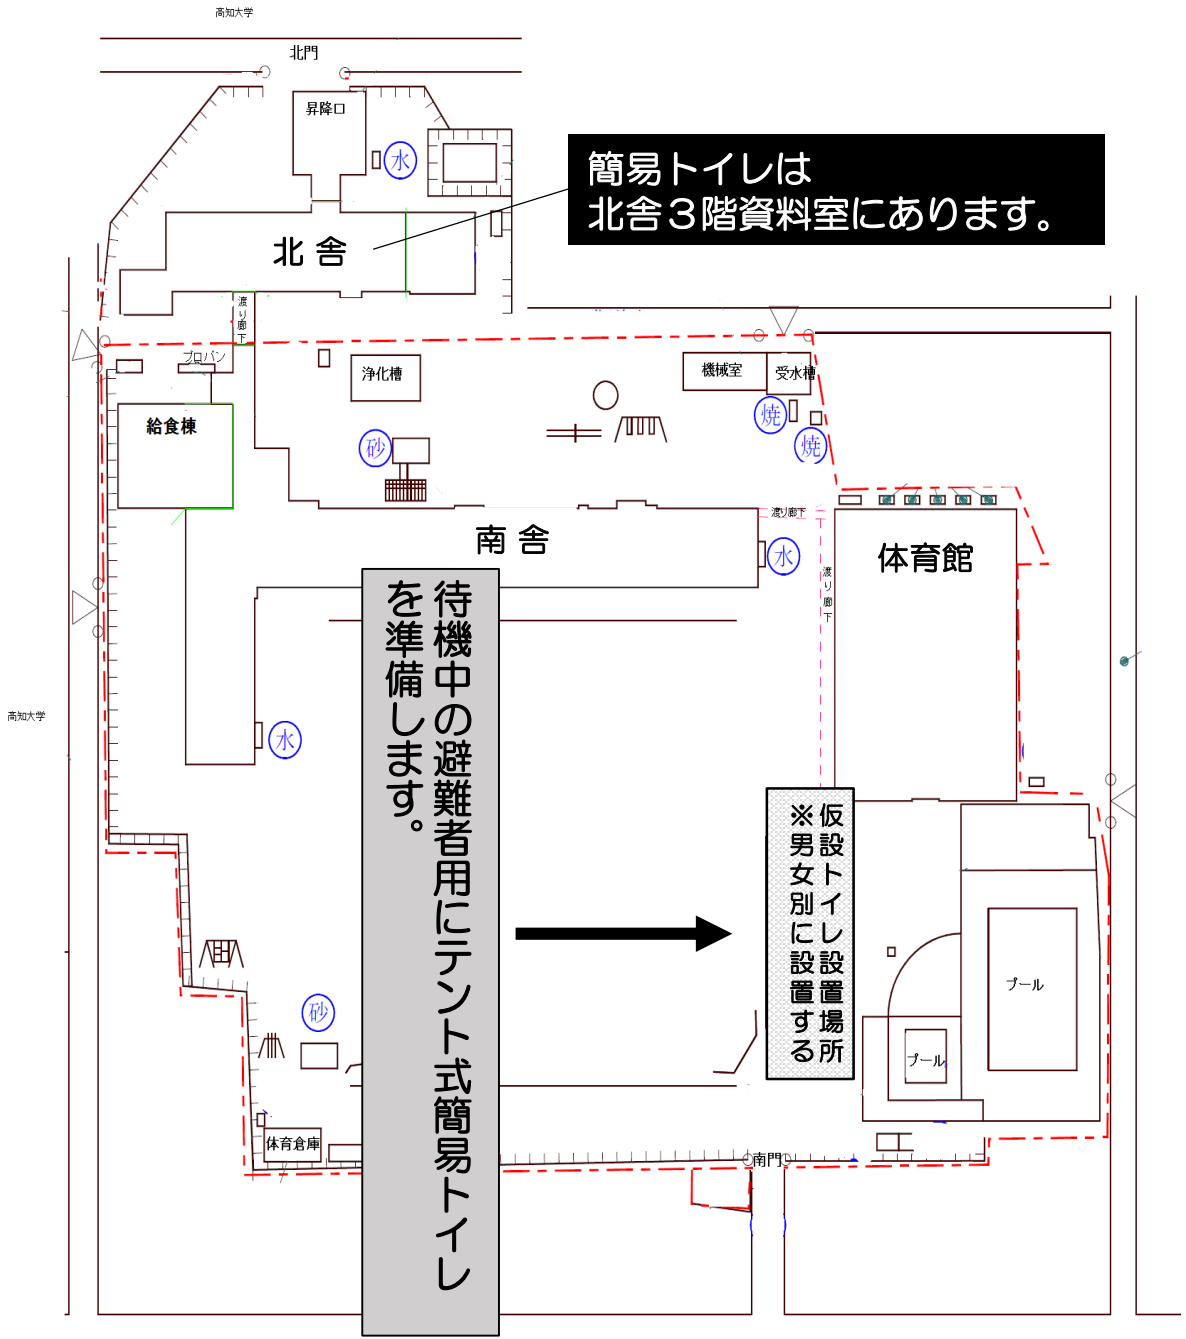 高知大学
北門
昇降口
水
簡易トイレは
北舎３階資料室にあります。
北 舎
渡り廊下
プロパン
浄化槽
機械室
受水槽
給食棟
焼
焼
砂
渡り廊下
南 舎
水
体育館
渡り廊下
待機中の避難者用にテント式簡易トイレ
を準備します。
高知大学
水
仮設トイレ設置場所
※男女別に設置する
プール
砂
プール
体育倉庫
南門